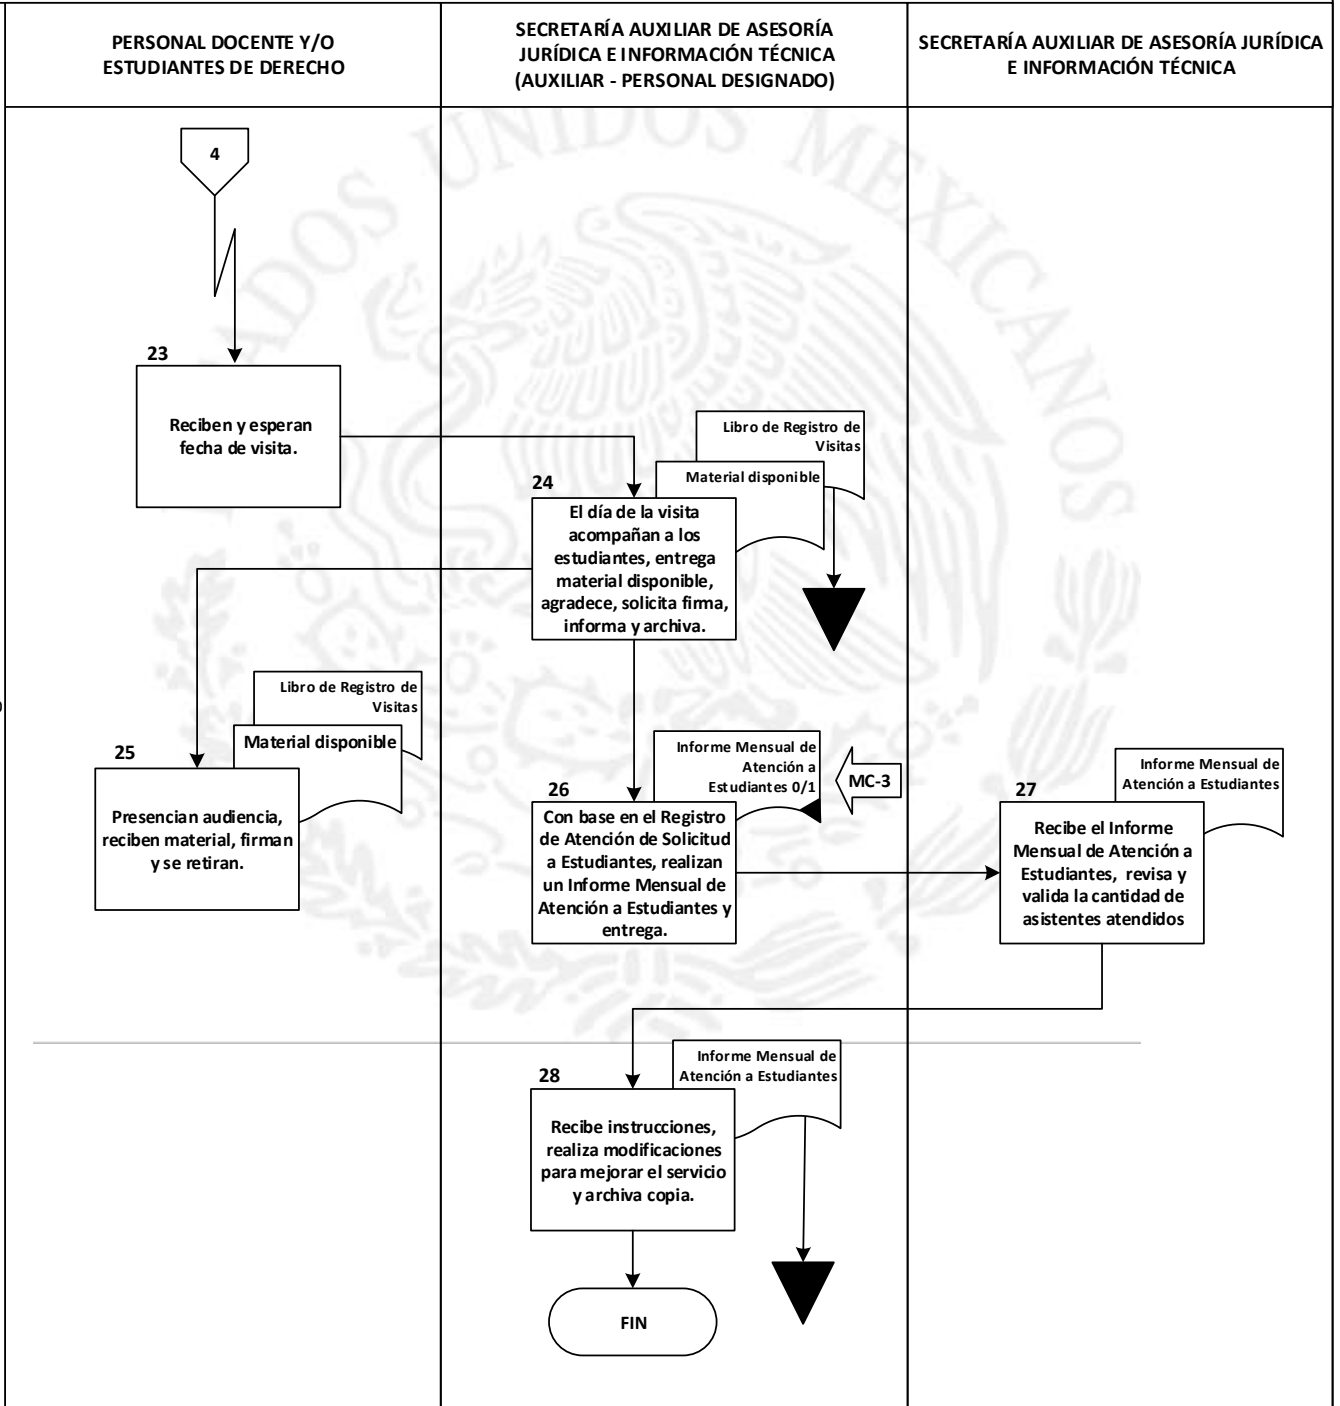 PERSONAL DOCENTE Y/O
ESTUDIANTES DE DERECHO
SECRETARÍA AUXILIAR DE ASESORÍA
JURÍDICA E INFORMACIÓN TÉCNICA
(AUXILIAR - PERSONAL DESIGNADO)
SECRETARÍA AUXILIAR DE ASESORÍA JURÍDICA
E INFORMACIÓN TÉCNICA
UNIDOS MEXICANOS
4
23
Reciben y esperan
fecha de visita.
Libro de Registro de
Visitas
Material disponible
24
El día de la visita
acompañan a los
estudiantes, entrega
material disponible,
agradece, solicita firma,
informa y archiva.
Libro de Registro de
Visitas
Material disponible
25
Presencian audiencia,
reciben material, firman
y se retiran.
Informe Mensual de
Atención a
Estudiantes 0/1
MC-3
26
Con base en el Registro
de Atención de Solicitud
a Estudiantes, realizan
un Informe Mensual de
Atención a Estudiantes y
entrega.
Informe Mensual de
Atención a Estudiantes
27
Recibe el Informe
Mensual de Atención a
Estudiantes, revisa y
valida la cantidad de
asistentes atendidos
Informe Mensual de
Atención a Estudiantes
28
Recibe instrucciones,
realiza modificaciones
para mejorar el servicio
y archiva copia.
FIN